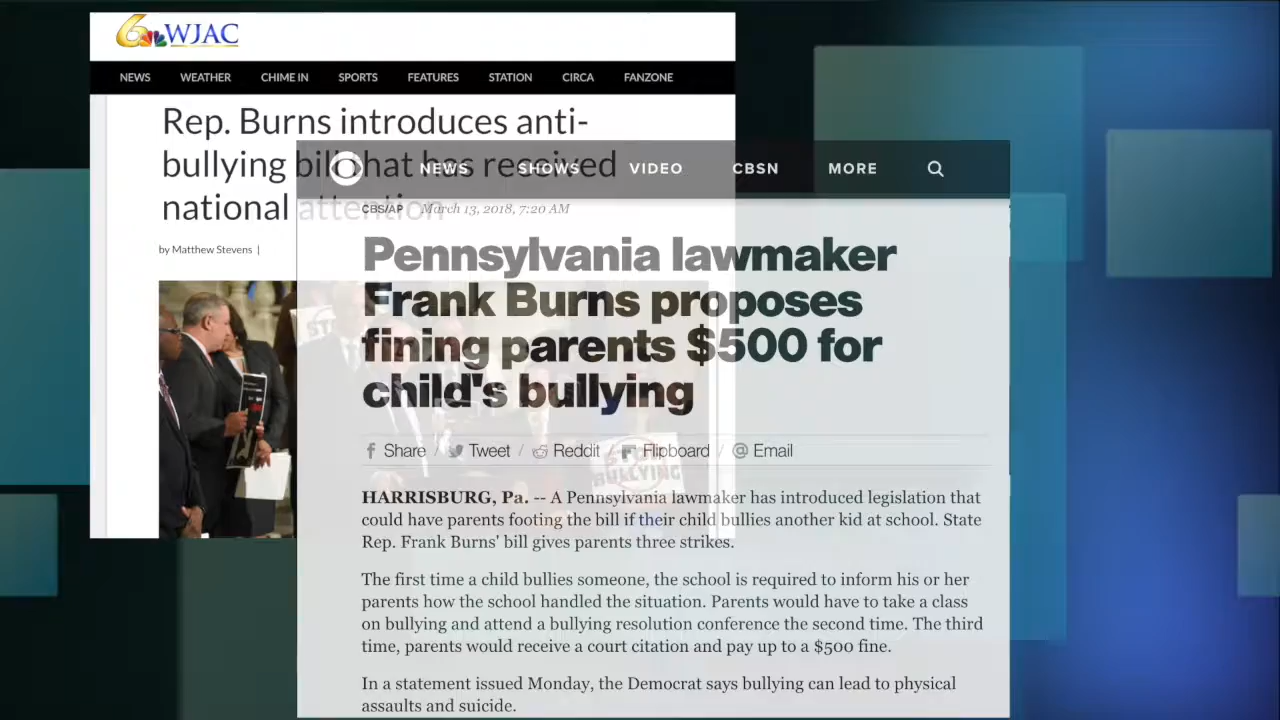 6 WJAC
NEWS WEATHER CHIME IN SPORTS FEATURES STATION CIRCA FANZONE
Rep. Burns introduces anti-
bullying bill that has received
national attention
by Matthew Stevens |
NEWS SHOWS VIDEO CBSN MORE
CBS/AP March 13, 2018, 7:20 AM
Pennsylvania lawmaker
Frank Burns proposes
fining parents $500 for
child's bullying
Share / Tweet / Reddit / Flipboard / Email
BULLYING
HARRISBURG, Pa. -- A Pennsylvania lawmaker has introduced legislation that
could have parents footing the bill if their child bullies another kid at school. State
Rep. Frank Burns' bill gives parents three strikes.
The first time a child bullies someone, the school is required to inform his or her
parents how the school handled the situation. Parents would have to take a class
on bullying and attend a bullying resolution conference the second time. The third
time, parents would receive a court citation and pay up to a $500 fine.
In a statement issued Monday, the Democrat says bullying can lead to physical
assaults and suicide.